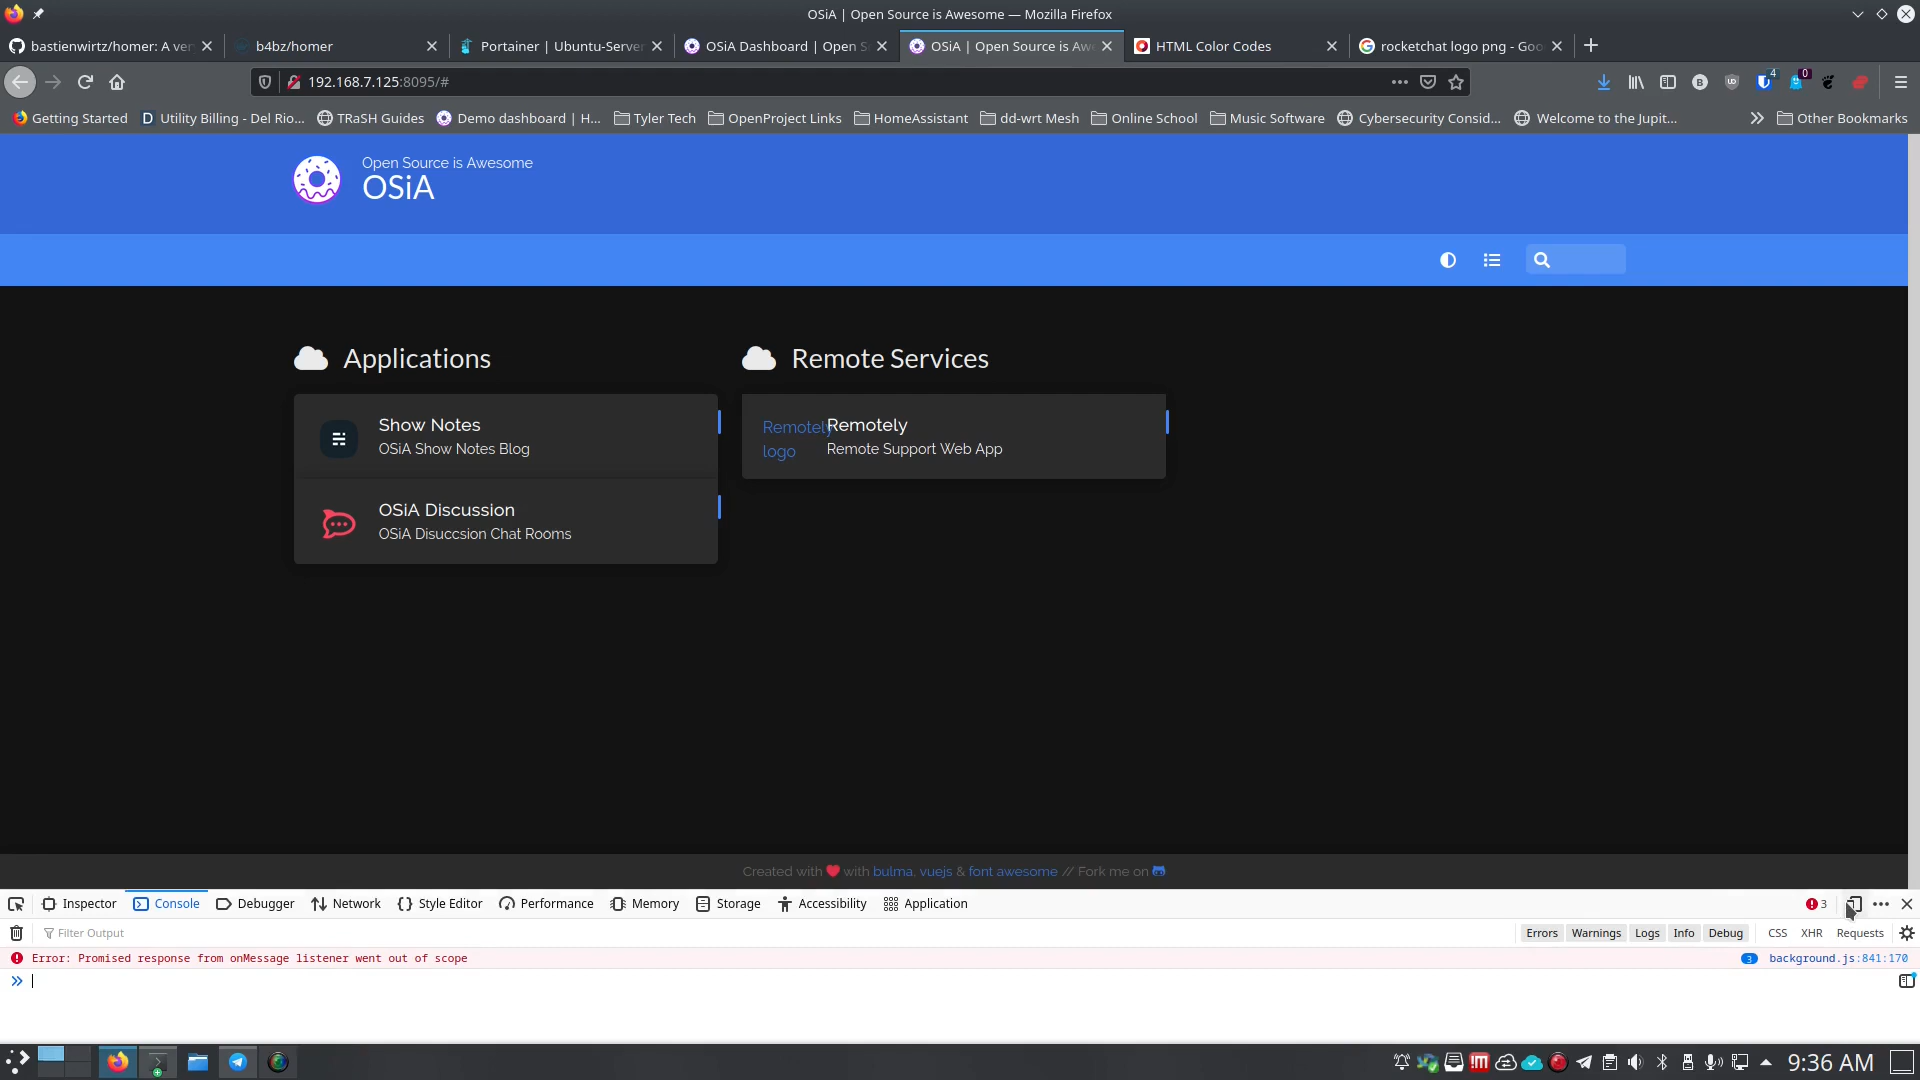 OSiA | Open Source is Awesome — Mozilla Firefox
bastienwirtz/homer: A ver
b4bz/homer
Portainer | Ubuntu-Server
OSiA Dashboard | Open S
OSiA | Open Source is Awe
HTML Color Codes
rocketchat logo png - Goo
192.168.7.125:8095/#
4
0
Getting Started
Utility Billing - Del Rio...
TRaSH Guides
Demo dashboard | H...
Tyler Tech
OpenProject Links
HomeAssistant
dd-wrt Mesh
Online School
Music Software
Cybersecurity Consid...
Welcome to the Jupit...
Other Bookmarks
Open Source is Awesome
OSiA
Applications
Remote Services
Show Notes
OSiA Show Notes Blog
OSiA Discussion
OSiA Disuccsion Chat Rooms
Remotely
logo
Remotely
Remote Support Web App
Created with ❤️ with bulma, vuejs & font awesome // Fork me on
Inspector
Console
Debugger
Network
Style Editor
Performance
Memory
Storage
Accessibility
Application
3
Filter Output
Errors
Warnings
Logs
Info
Debug
CSS
XHR
Requests
Error: Promised response from onMessage listener went out of scope
3
background.js:841:170
9:36 AM